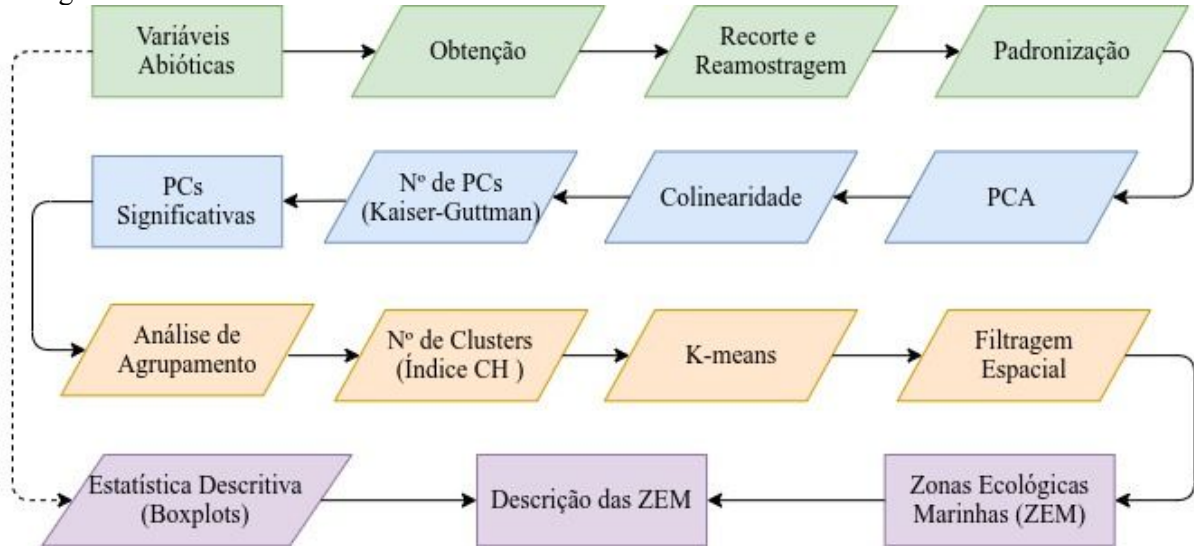 Variáveis
Abióticas
Obtenção
Recorte e
Reamostragem
Padronização
PCs
Significativas
Nº de PCs
(Kaiser-Guttman)
Colinearidade
PCA
Análise de
Agrupamento
Nº de Clusters
(Índice CH )
K-means
Filtragem
Espacial
Estatística Descritiva
(Boxplots)
Descrição das ZEM
Zonas Ecológicas
Marinhas (ZEM)